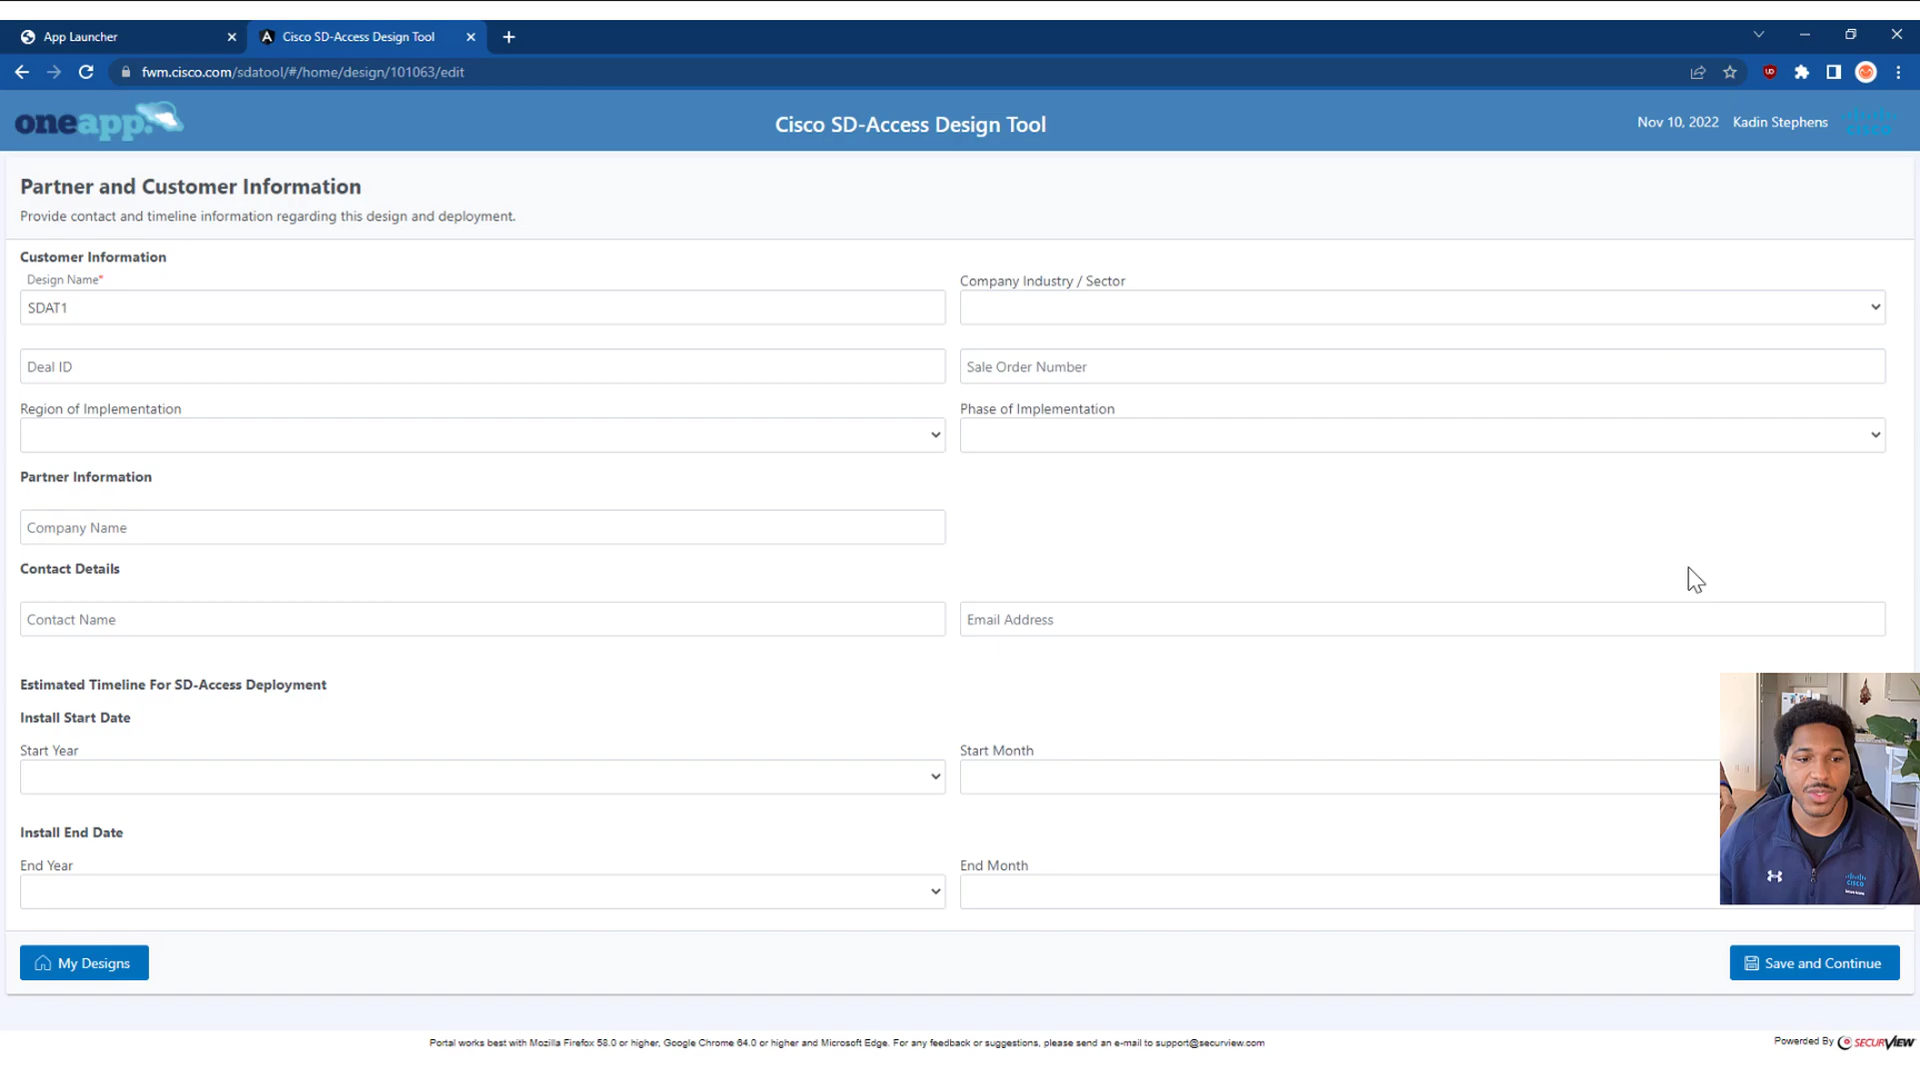 App Launcher
Cisco SD-Access Design Tool
fwm.cisco.com/sdatool/#/home/design/101063/edit
oneapp.
Cisco SD-Access Design Tool
Nov 10, 2022 Kadin Stephens
cisco
Partner and Customer Information
Provide contact and timeline information regarding this design and deployment.
Customer Information
Design Name*
Company Industry / Sector
SDAT1
Deal ID
Sale Order Number
Region of Implementation
Phase of Implementation
Partner Information
Company Name
Contact Details
Contact Name
Email Address
Estimated Timeline For SD-Access Deployment
Install Start Date
Start Year
Start Month
Install End Date
End Year
End Month
cisco
My Designs
Save and Continue
Portal works best with Mozilla Firefox 58.0 or higher, Google Chrome 64.0 or higher and Microsoft Edge. For any feedback or suggestions, please send an e-mail to support@securview.com
Powered By SECURVIEW